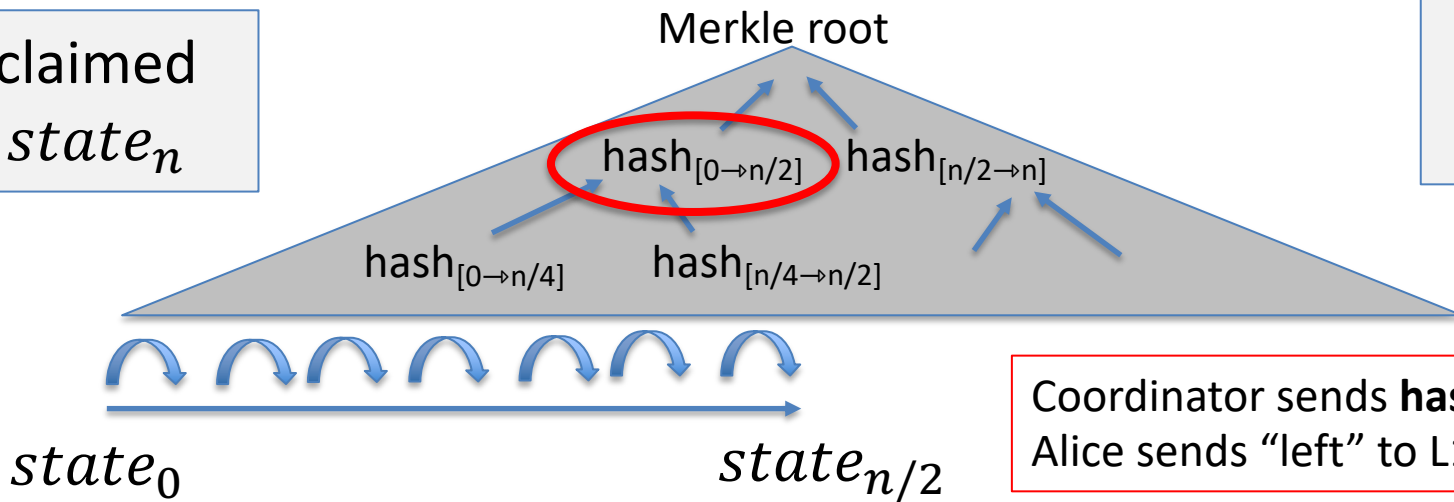 Merkle root
claimed
state_n
hash_[0→n/2] hash_[n/2→n]
hash_[0→n/4] hash_[n/4→n/2]
Coordinator sends
Alice sends “left” to
state_0 state_n/2